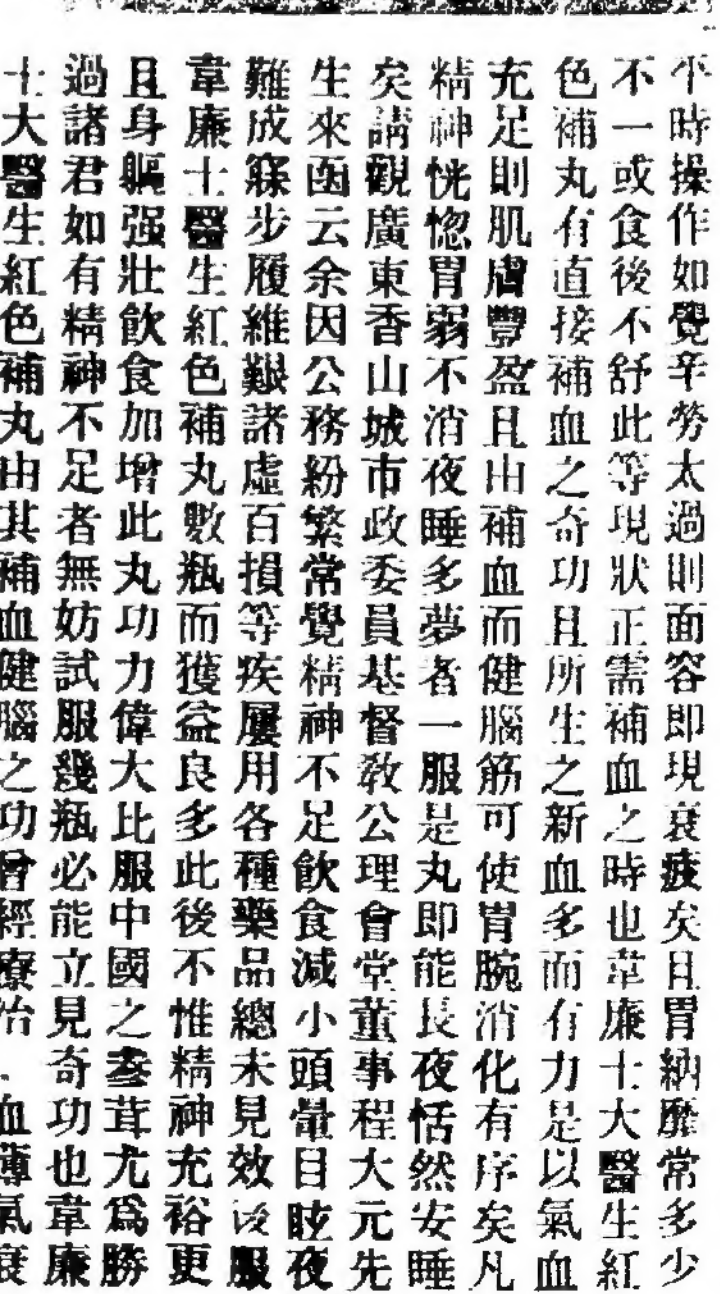 平時操作如覺辛勞太過則面容即現衰疲矣且胃納靡常多少
不一或食後不舒此等現狀正需補血之時也韋廉士大醫生紅
色補丸有直接補血之奇功且所生之新血多而有力是以氣血
充足則肌膚豐盈且由補血而健腦筋可使胃腕消化有序矣凡
精神恍惚胃弱不消夜睡多夢者一服是丸即能長夜恬然安睡
矣請觀廣東香山城市政委員基督教公理會堂董事程大元先
生來函云余因公務紛繁常覺精神不足飲食減小頭暈目眩夜
難成寐步履維艱諸虛百損等疾屢用各種藥品總未見效後服
韋廉士醫生紅色補丸數瓶而獲益良多此後不惟精神充裕更
且身軀强壯飲食加增此丸功力偉大比服中國之蔘茸尤爲勝
過諸君如有精神不足者無妨試服幾瓶必能立見奇功也韋廉
士大醫生紅色補丸由其補血健腦之功曾經療治 血薄氣衰